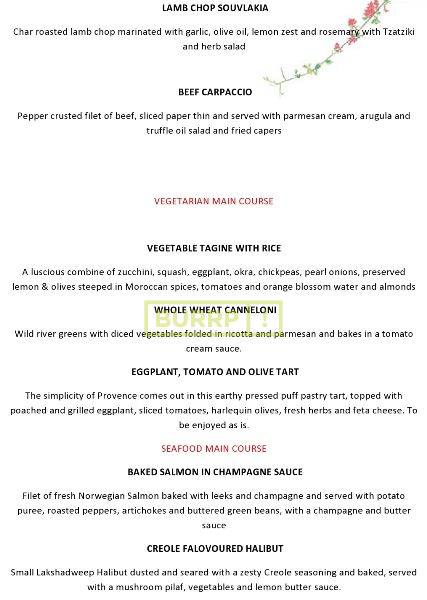 LAMB CHOP SOUVLAKIA
Char roasted lamb chop marinated with garlic, olive oil, lemon zest and rosemary with Tzatziki
and herb salad
BEEF CARPACCIO
Pepper crusted filet of beef, sliced paper thin and served with parmesan cream, arugula and
truffle oil salad and fried capers
VEGETARIAN MAIN COURSE
VEGETABLE TAGINE WITH RICE
A luscious combine of zucchini, squash, eggplant, okra, chickpeas, pearl onions, preserved
lemon & olives steeped in Moroccan spices, tomatoes and orange blossom water and almonds
WHOLE WHEAT CANNELONI
BURRP!
Wild river greens with diced vegetables folded in ricotta and parmesan and bakes in a tomato
cream sauce.
EGGPLANT, TOMATO AND OLIVE TART
The simplicity of Provence comes out in this earthy pressed puff pastry tart, topped with
poached and grilled eggplant, sliced tomatoes, harlequin olives, fresh herbs and feta cheese. To
be enjoyed as is.
SEAFOOD MAIN COURSE
BAKED SALMON IN CHAMPAGNE SAUCE
Filet of fresh Norwegian Salmon baked with leeks and champagne and served with potato
puree, roasted peppers, artichokes and buttered green beans, with a champagne and butter
sauce
CREOLE FALOVOURED HALIBUT
Small Lakshadweep Halibut dusted and seared with a zesty Creole seasoning and baked, served
with a mushroom pilaf, vegetables and lemon butter sauce.